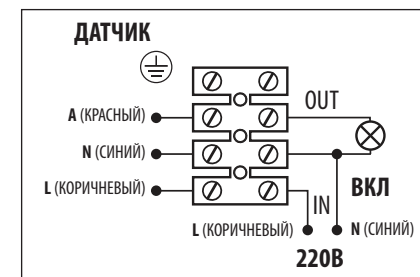 ДАТЧИК
OUT
А (КРАСНЫЙ)
N (СИНИЙ)
L (КОРИЧНЕВЫЙ)
ВКЛ
IN
L (КОРИЧНЕВЫЙ)
N (СИНИЙ)
220В